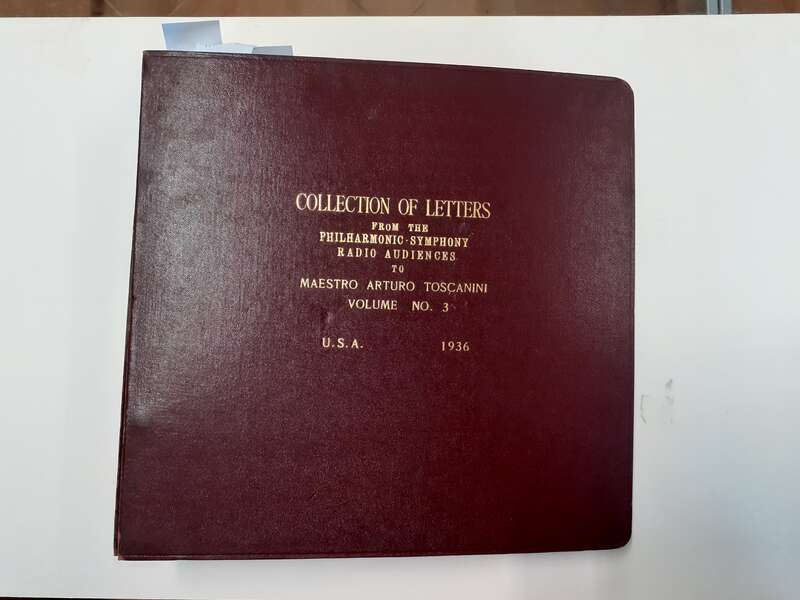 COLLECTION OF LETTERS
FROM THE
PHILHARMONIC-SYMPHONY
RADIO AUDIENCES
TO
MAESTRO ARTURO TOSCANINI
VOLUME NO. 3
U.S.A. 1936